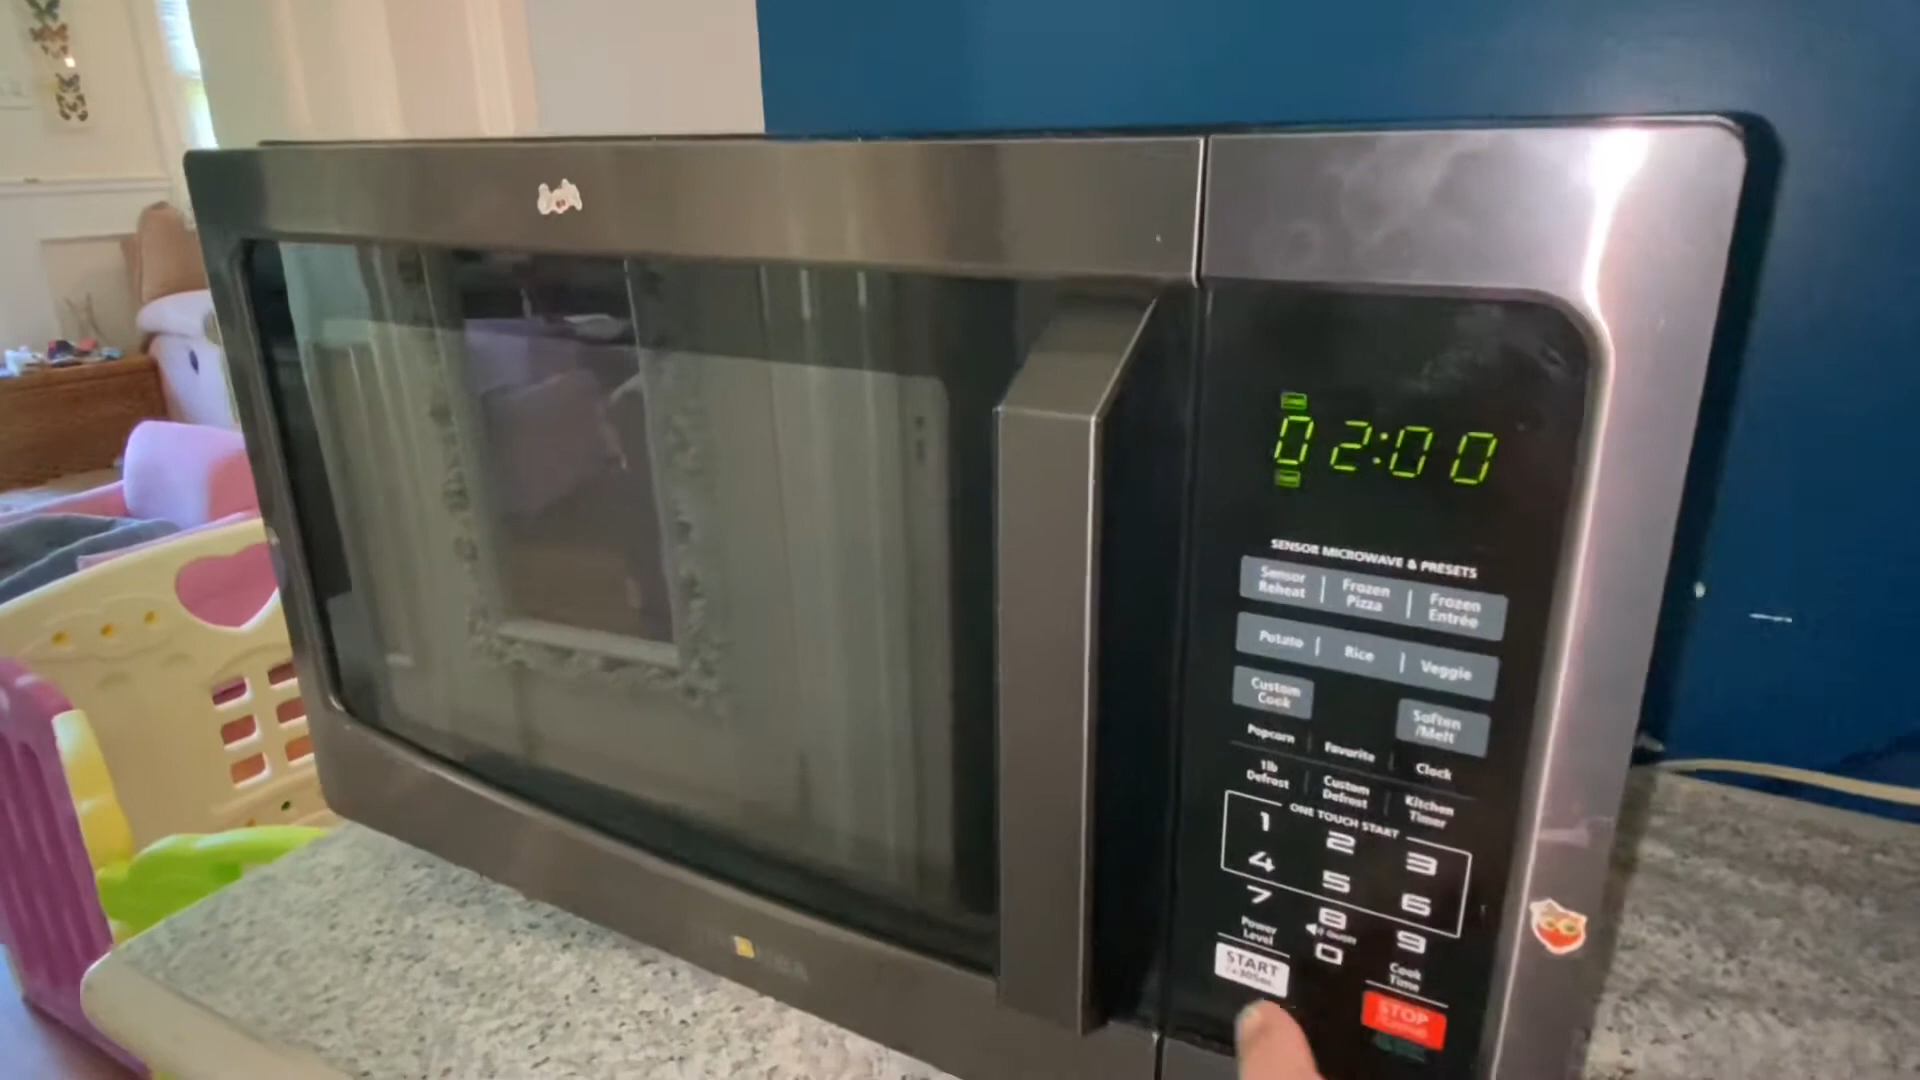 02:00
SENSOR MICROWAVE & PRESETS
Sensor Reheat | Frozen Pizza | Frozen Entrée
Potato | Rice | Veggie
Custom Cook
Soften /Melt
Popcorn Favorite Clock
1lb Defrost Custom Defrost Kitchen Timer
ONE TOUCH START
1 2 3
4 5 6
7 8 9
Power Level 0 Cook Time
START
STOP